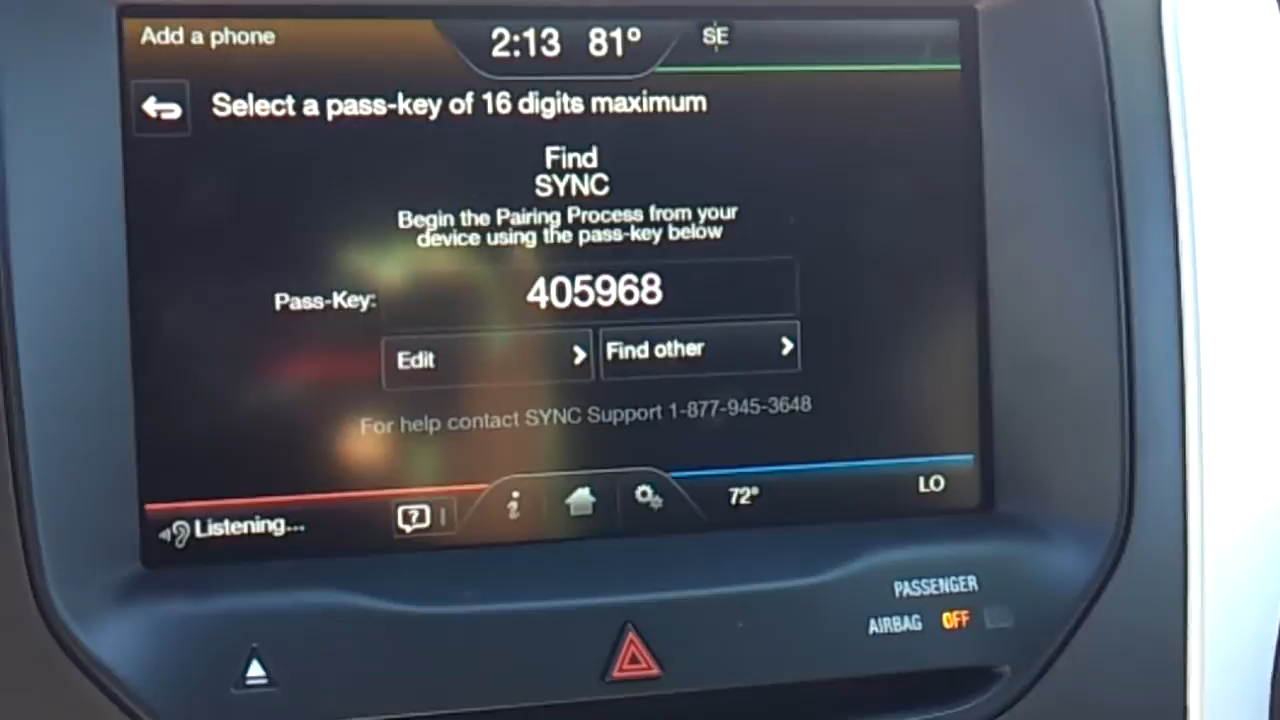 Add a phone
2:13 81° SE
Select a pass-key of 16 digits maximum
Find
SYNC
Begin the Pairing Process from your
device using the pass-key below
Pass-Key: 405968
Edit
Find other
For help contact SYNC Support 1-877-945-3648
72° LO
Listening... ?
PASSENGER
AIRBAG OFF